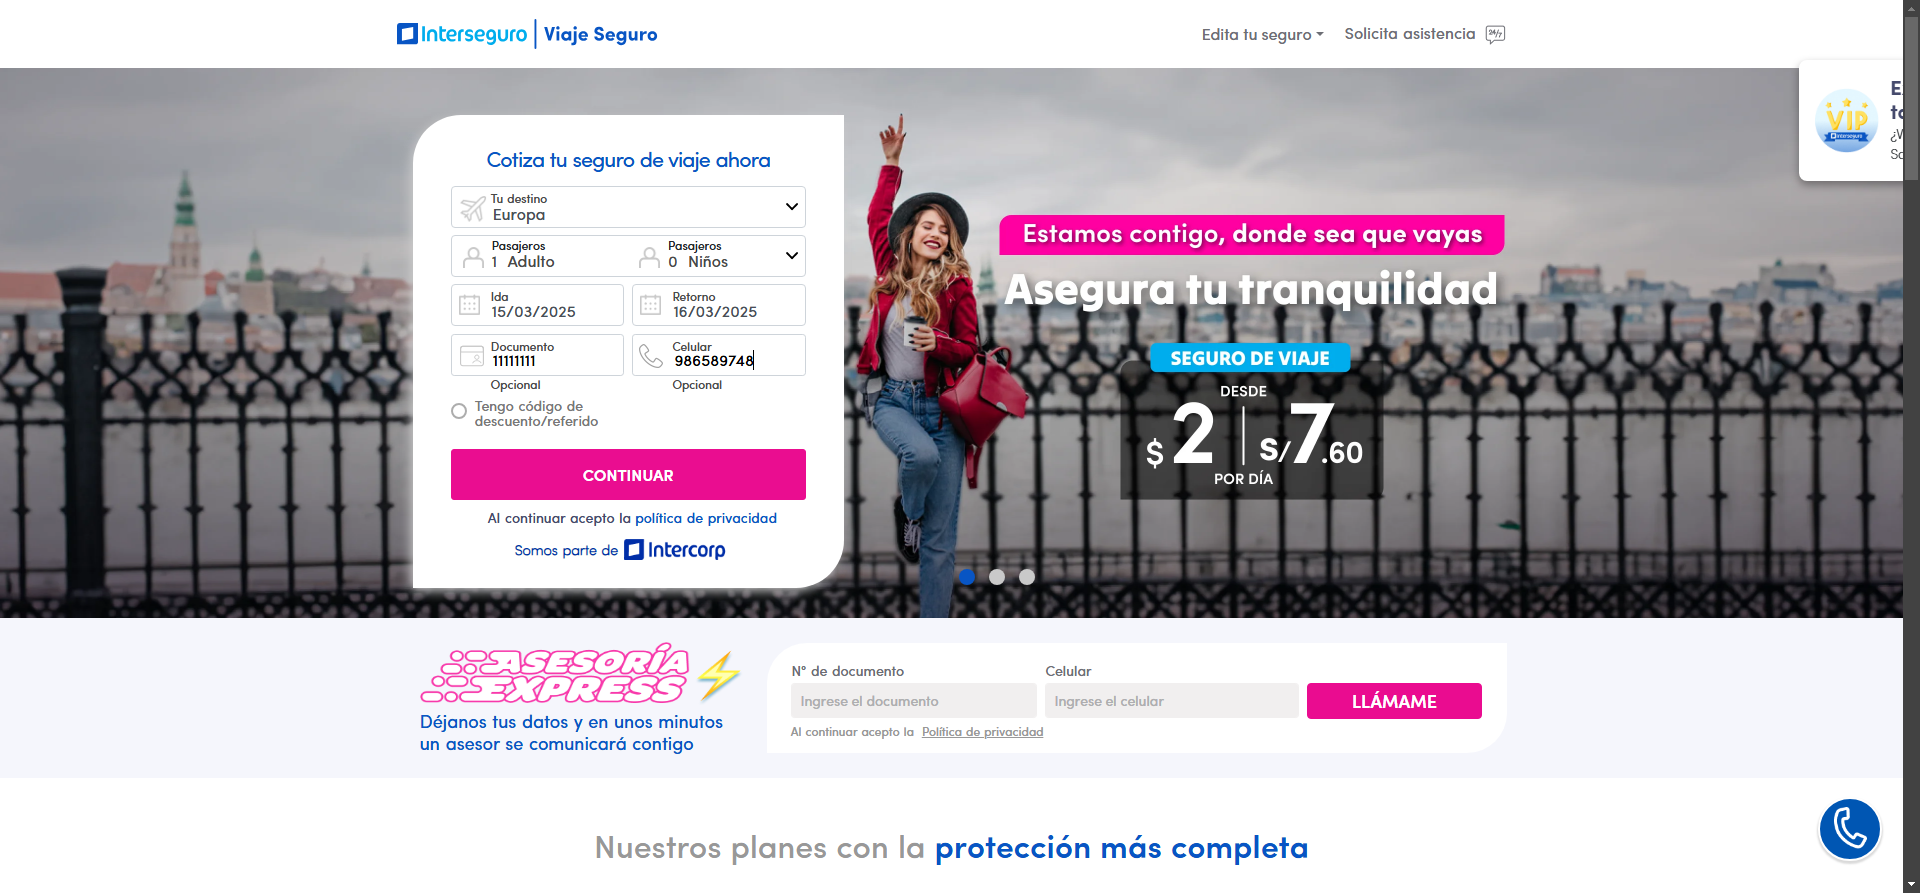 Interseguro | Viaje Seguro
Edita tu seguro
Solicita asistencia
24/7
VIP
Interseguro
Cotiza tu seguro de viaje ahora
Tu destino
Europa
Pasajeros
1 Adulto
Pasajeros
0 Niños
Ida
15/03/2025
Retorno
16/03/2025
Documento
11111111
Opcional
Celular
986589748
Opcional
Tengo código de
descuento/referido
CONTINUAR
Al continuar acepto la política de privacidad
Somos parte de Intercorp
Estamos contigo, donde sea que vayas
Asegura tu tranquilidad
SEGURO DE VIAJE
DESDE
$ 2 | S/7.60
POR DÍA
ASESORÍA
EXPRESS
Déjanos tus datos y en unos minutos
un asesor se comunicará contigo
N° de documento
Ingrese el documento
Celular
Ingrese el celular
LLÁMAME
Al continuar acepto la Política de privacidad
Nuestros planes con la protección más completa